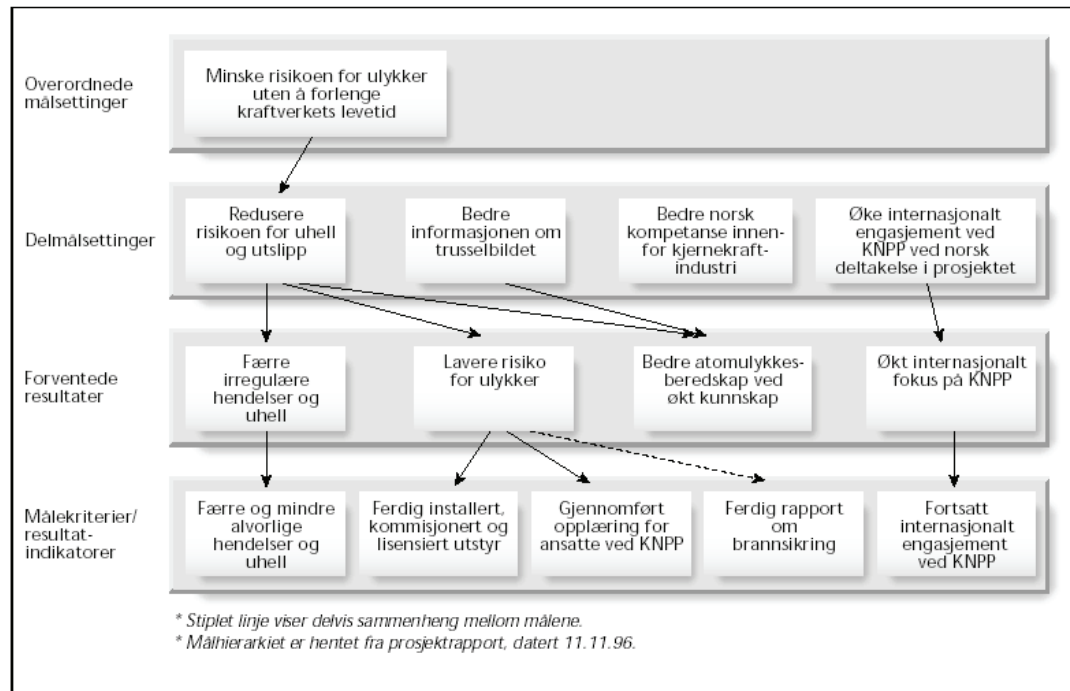 Overordnede
målsettinger
Minske risikoen for ulykker
uten å forlenge
kraftverkets levetid
Delmålsettinger
Redusere
risikoen for uhell
og utslipp
Bedre
informasjonen om
trusselbildet
Bedre norsk
kompetanse innen-
for kjernekraft-
industri
Øke internasjonalt
engasjement ved
KNPP ved norsk
deltakelse i prosjektet
Forventede
resultater
Færre
irregulære
hendelser og
uhell
Lavere risiko
for ulykker
Bedre atomulykkes-
beredskap ved
økt kunnskap
Økt internasjonalt
fokus på KNPP
Målekriterier/
resultat-
indikatorer
Færre og mindre
alvorlige
hendelser og
uhell
Ferdig installert,
kommisjonert og
lisensiert utstyr
Gjennomført
opplæring for
ansatte ved KNPP
Ferdig rapport
om
brannsikring
Fortsatt
internasjonalt
engasjement
ved KNPP
* Stiplet linje viser delvis sammenheng mellom målene.
* Målhierarkiet er hentet fra prosjektrapport, datert 11.11.96.